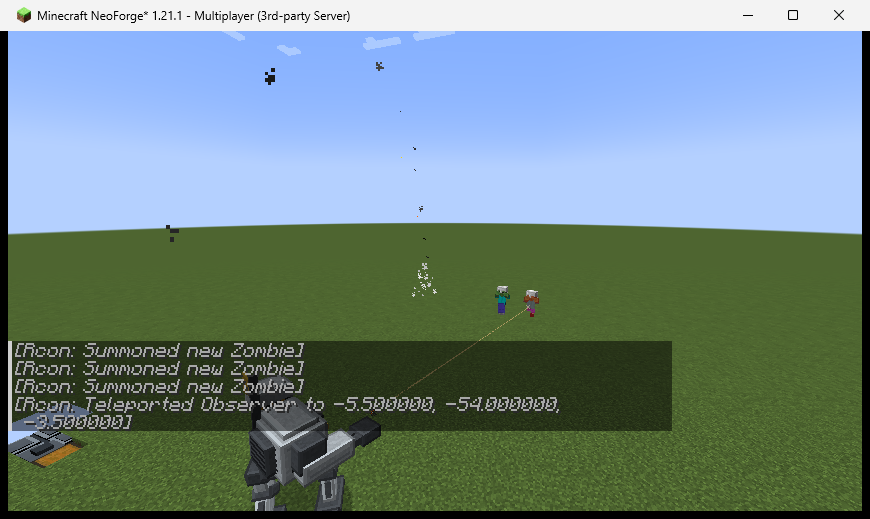 Minecraft NeoForge* 1.21.1 - Multiplayer (3rd-party Server)
[Rcon: Summoned new Zombie]
[Rcon: Summoned new Zombie]
[Rcon: Summoned new Zombie]
[Rcon: Teleported Observer to -5.500000, -54.000000,
-3.500000]